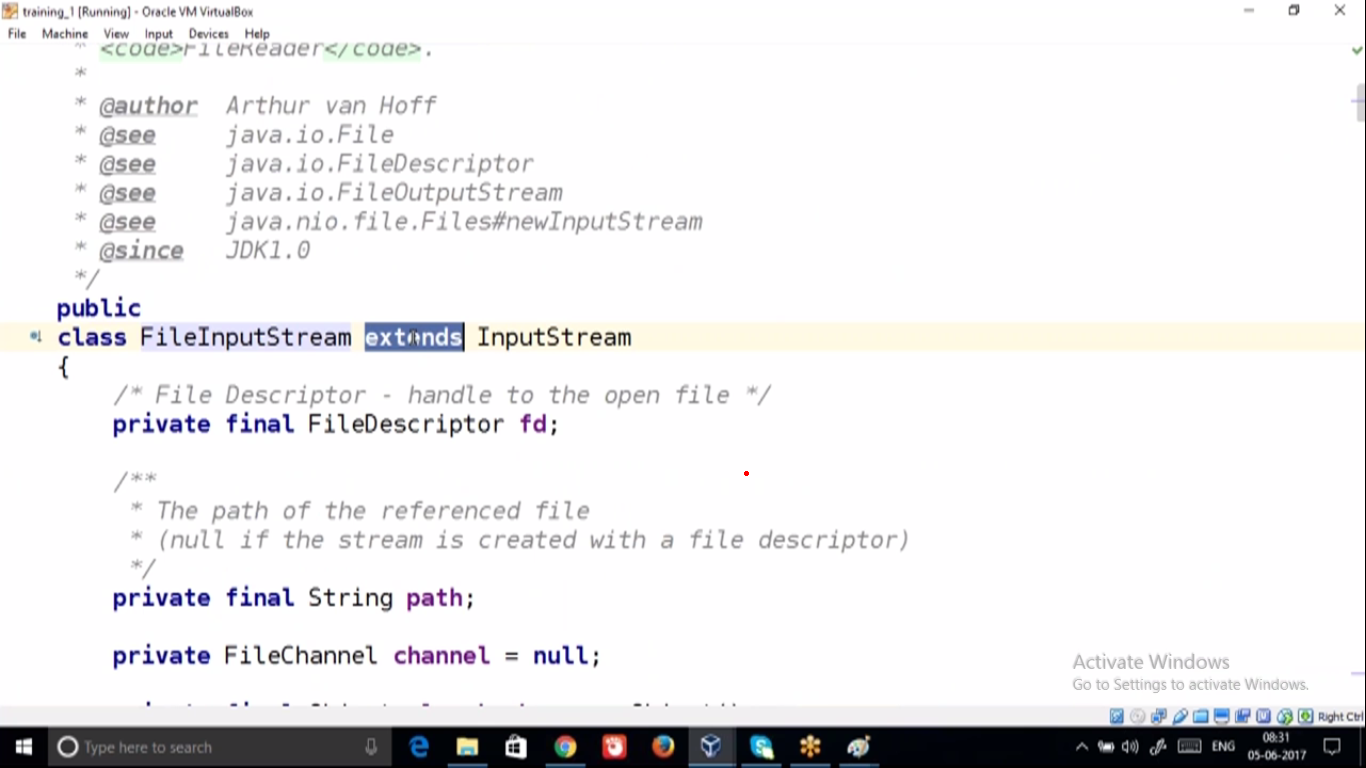 training_1 [Running] - Oracle VM VirtualBox
File Machine View Input Devices Help
* <code>FileReader</code>.
*
* @author Arthur van Hoff
* @see java.io.File
* @see java.io.FileDescriptor
* @see java.io.FileOutputStream
* @see java.nio.file.Files#newInputStream
* @since JDK1.0
*/
public
class FileInputStream extends InputStream
{
/* File Descriptor - handle to the open file */
private final FileDescriptor fd;
/**
* The path of the referenced file
* (null if the stream is created with a file descriptor)
*/
private final String path;
private FileChannel channel = null;
Activate Windows
Go to Settings to activate Windows.
Right Ctrl
Type here to search
ENG
08:31
05-06-2017